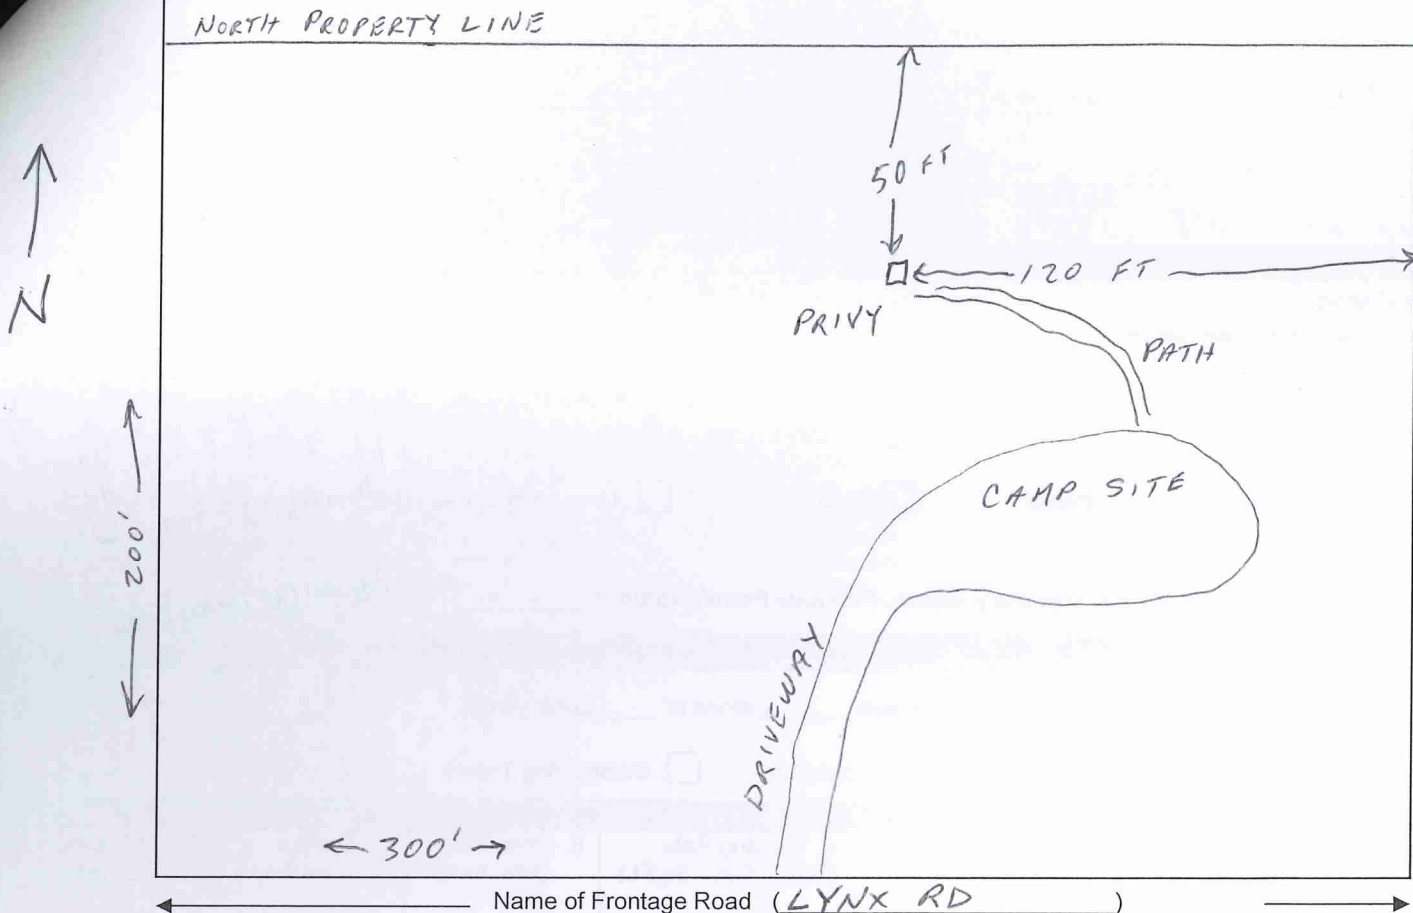 NORTH PROPERTY LINE
50 FT
N
120 FT
PRIVY
PATH
CAMP SITE
200'
DRIVEWAY
300'
Name of Frontage Road (LYNX RD)